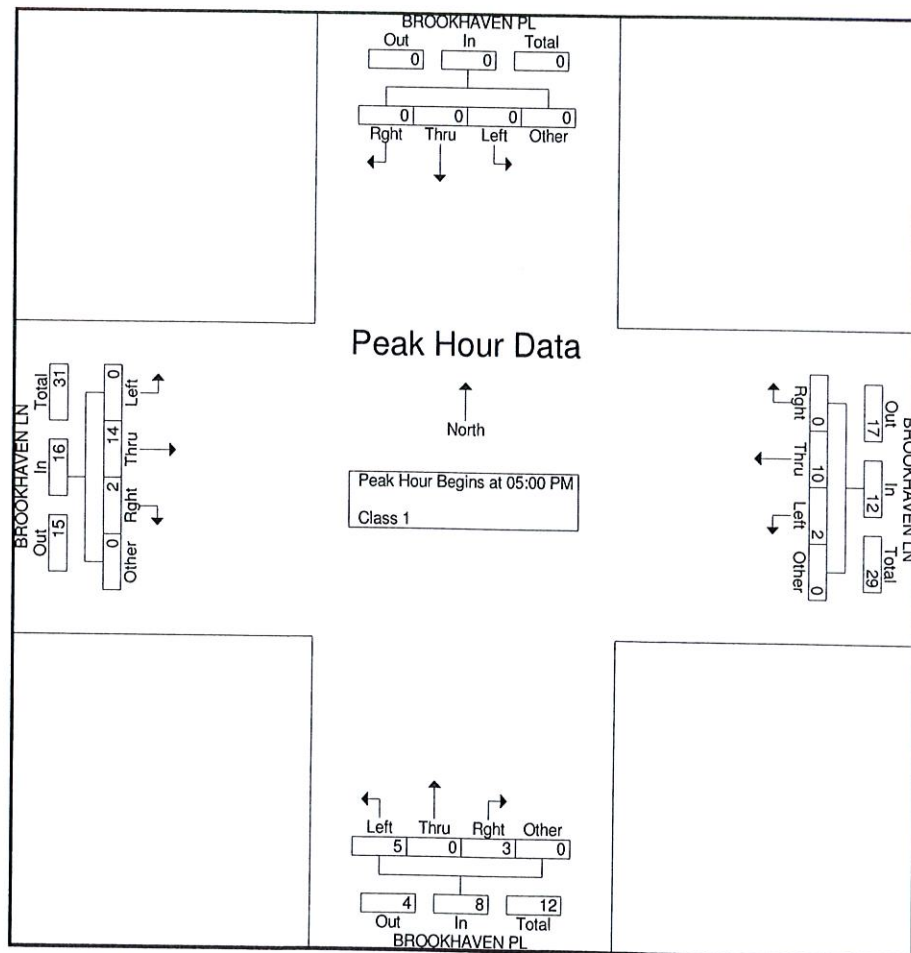 BROOKHAVEN PL
Out In Total
0 0 0
0 0 0 0
Rght Thru Left Other
Peak Hour Data
North
Peak Hour Begins at 05:00 PM
Class 1
BROOKHAVEN LN
Out In Total
15 16 31
Left Thru Rght Other
0 14 2 0
Rght Thru Left Other
0 10 2 0
Out In Total
17 12 29
BROOKHAVEN LN
Left Thru Rght Other
5 0 3 0
4 8 12
Out In Total
BROOKHAVEN PL